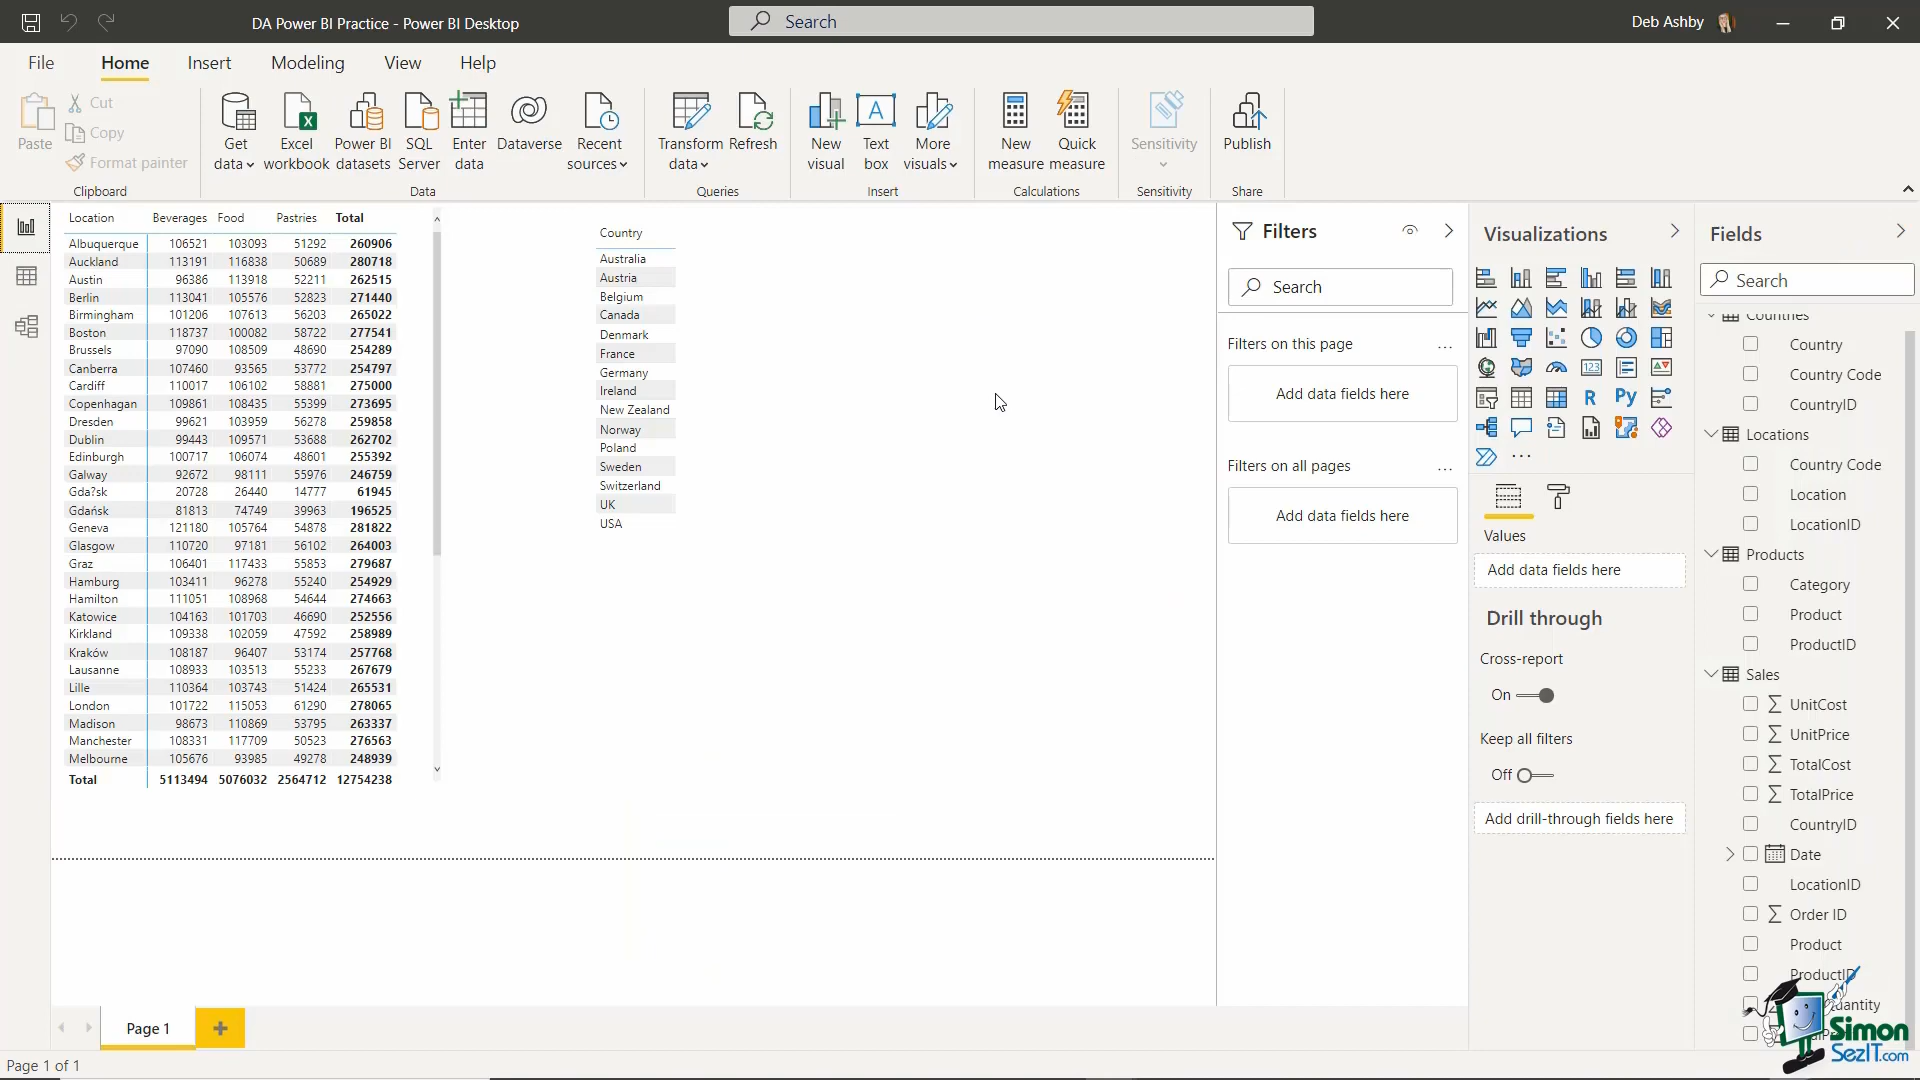 DA Power BI Practice - Power BI Desktop
Search
Deb Ashby
File Home Insert Modeling View Help
Paste
Cut
Copy
Format painter
Clipboard
Get data
Excel workbook
Power BI datasets
SQL Server
Enter data
Dataverse
Recent sources
Data
Transform data
Refresh
Queries
New visual
Text box
More visuals
Insert
New measure
Quick measure
Calculations
Sensitivity
Sensitivity
Publish
Share
Location Beverages Food Pastries Total
Albuquerque 106521 103093 51292 260906
Auckland 113191 116838 50689 280718
Austin 96386 113918 52211 262515
Berlin 113041 105576 52823 271440
Birmingham 101206 107613 56203 265022
Boston 118737 100082 58722 277541
Brussels 97090 108509 48690 254289
Canberra 107460 93565 53772 254797
Cardiff 110017 106102 58881 275000
Copenhagan 109861 108435 55399 273695
Dresden 99621 103959 56278 259858
Dublin 99443 109571 53688 262702
Edinburgh 100717 106074 48601 255392
Galway 92672 98111 55976 246759
Gda?sk 20728 26440 14777 61945
Gdańsk 81813 74749 39963 196525
Geneva 121180 105764 54878 281822
Glasgow 110720 97181 56102 264003
Graz 106401 117433 55853 279687
Hamburg 103411 96278 55240 254929
Hamilton 111051 108968 54644 274663
Katowice 104163 101703 46690 252556
Kirkland 109338 102059 47592 258989
Kraków 108187 96407 53174 257768
Lausanne 108933 103513 55233 267679
Lille 110364 103743 51424 265531
London 101722 115053 61290 278065
Madison 98673 110869 53795 263337
Manchester 108331 117709 50523 276563
Melbourne 105676 93985 49278 248939
Total 5113494 5076032 2564712 12754238
Country
Australia
Austria
Belgium
Canada
Denmark
France
Germany
Ireland
New Zealand
Norway
Poland
Sweden
Switzerland
UK
USA
Filters
Search
Filters on this page ...
Add data fields here
Filters on all pages ...
Add data fields here
Visualizations
123
R Py
...
Values
Add data fields here
Drill through
Cross-report
On
Keep all filters
Off
Add drill-through fields here
Fields
Search
Countries
Country
Country Code
CountryID
Locations
Country Code
Location
LocationID
Products
Category
Product
ProductID
Sales
UnitCost
UnitPrice
TotalCost
TotalPrice
CountryID
Date
LocationID
Order ID
Product
ProductID
Simon
SezIT.com
Page 1
+
Page 1 of 1